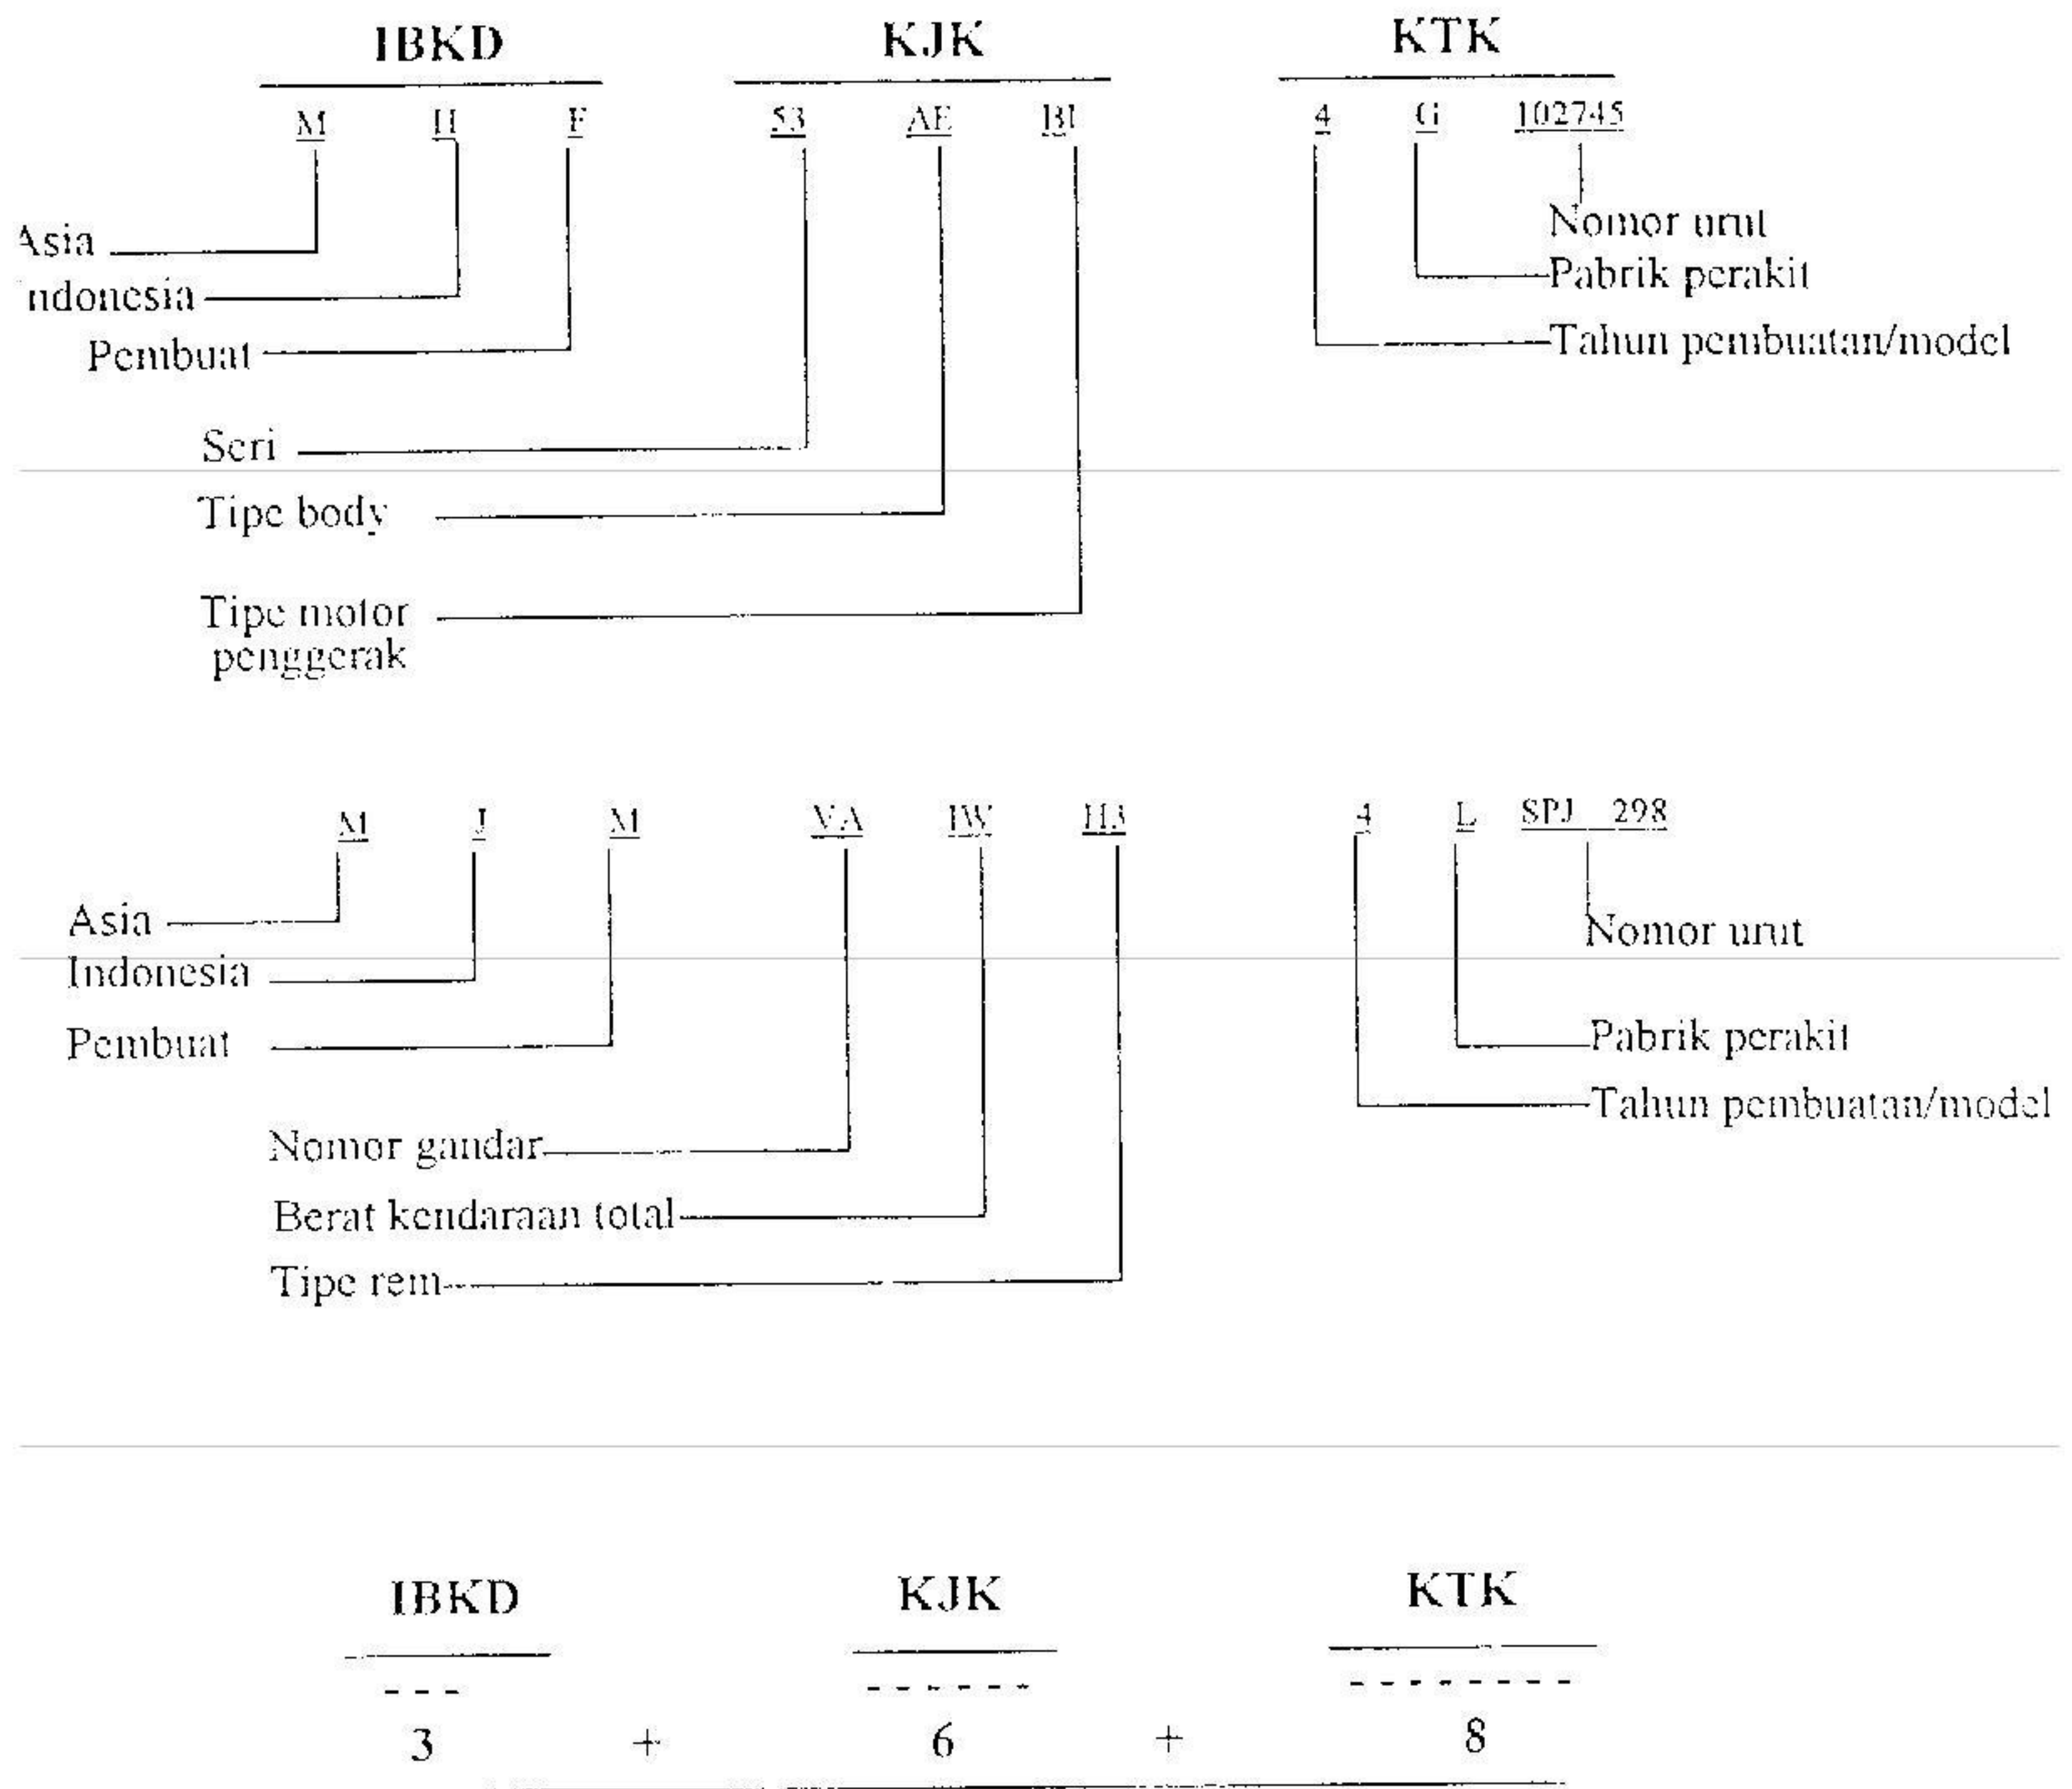 IBKD KJK KTK
M H F 53 AE BI 4 G 102745
Asia
Indonesia
Pembuat
Nomor urut
Pabrik perakit
Tahun pembuatan/model
Seri
Tipe body
Tipe motor
penggerak
M J M VA IW H3 4 L SPJ 298
Asia
Indonesia
Pembuat
Nomor urut
Pabrik perakit
Tahun pembuatan/model
Nomor gandar
Berat kendaraan total
Tipe rem
IBKD KJK KTK
3 + 6 + 8